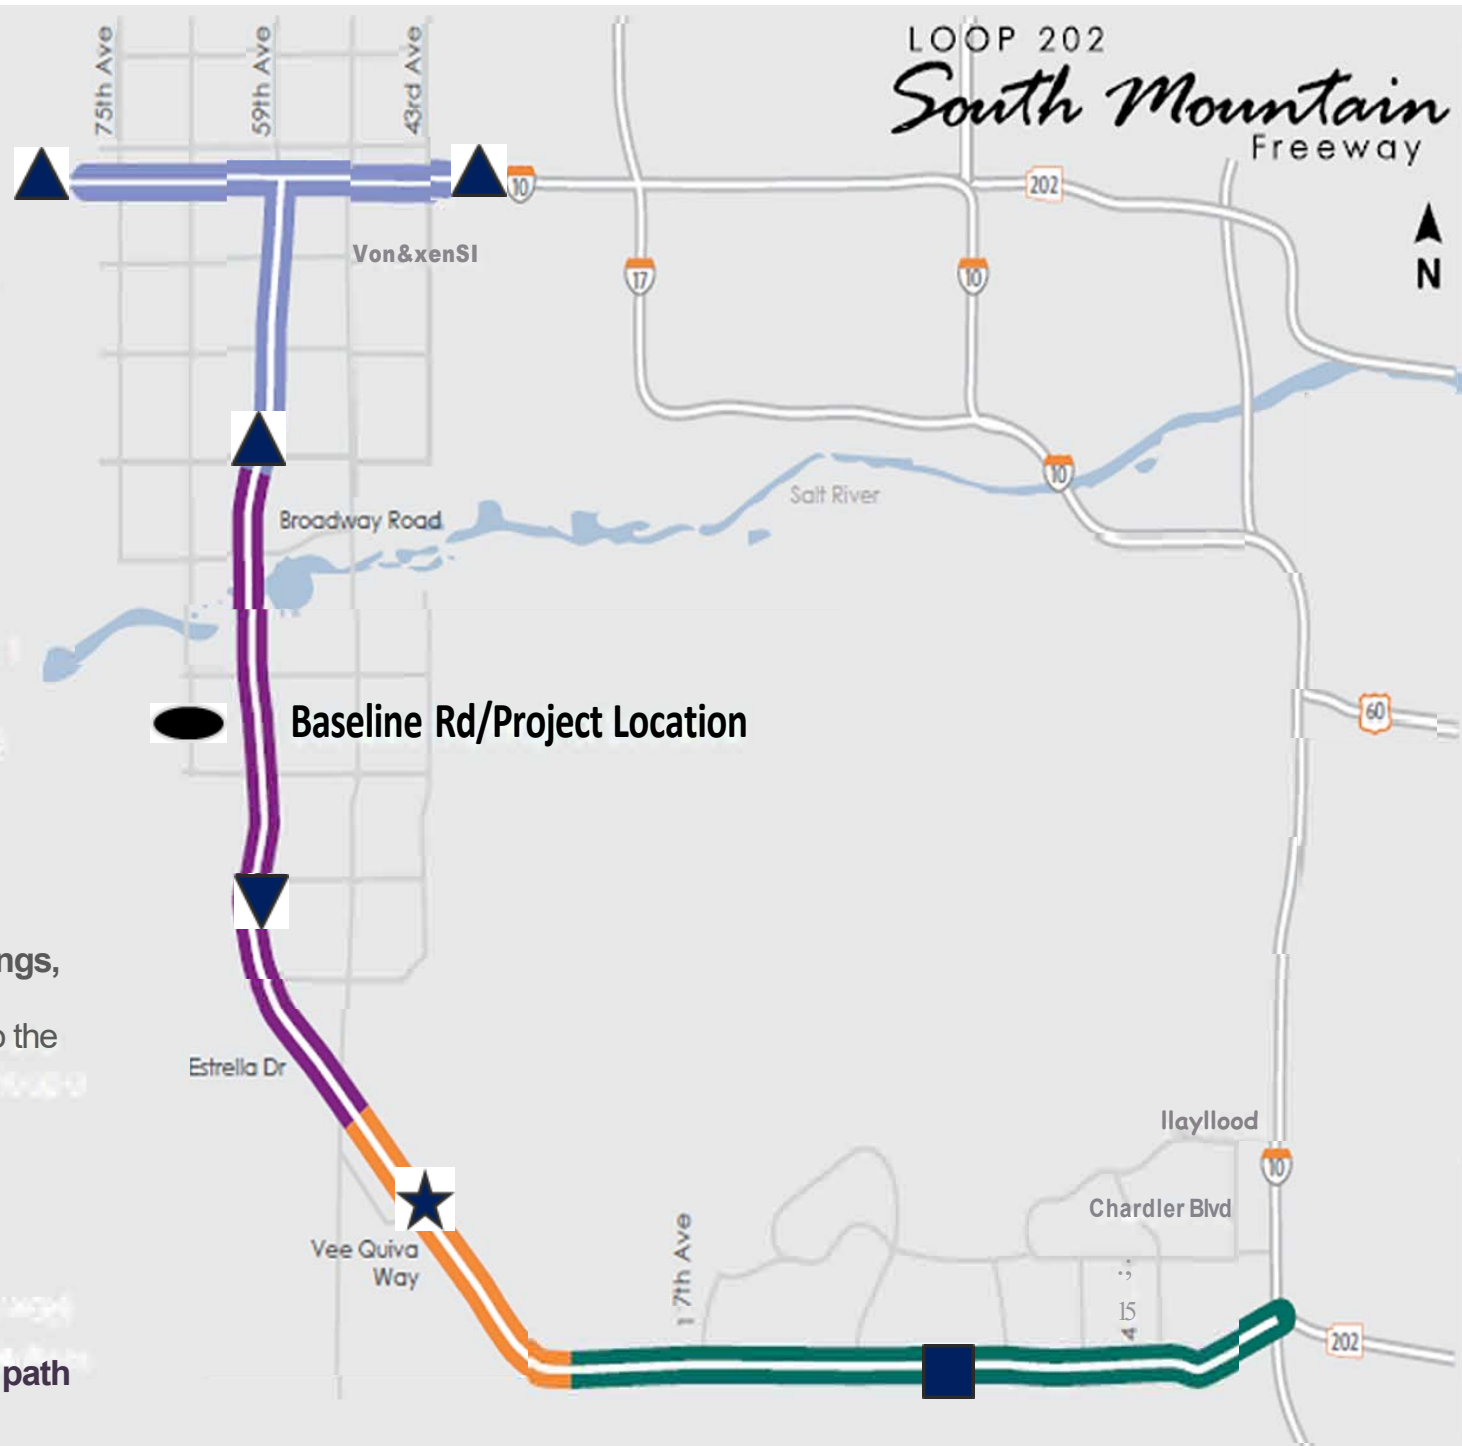 LOOP 202
South Mountain
Freeway
75th Ave
59th Ave
43rd Ave
10
202
Von&xenSI
17
10
N
10
Salt River
Broadway Road
Baseline Rd/Project Location
60
ngs,
o the
Estrella Dr
llayllood
10
Chardler Blvd
Vee Quiva
Way
17th Ave
15
4
202
path